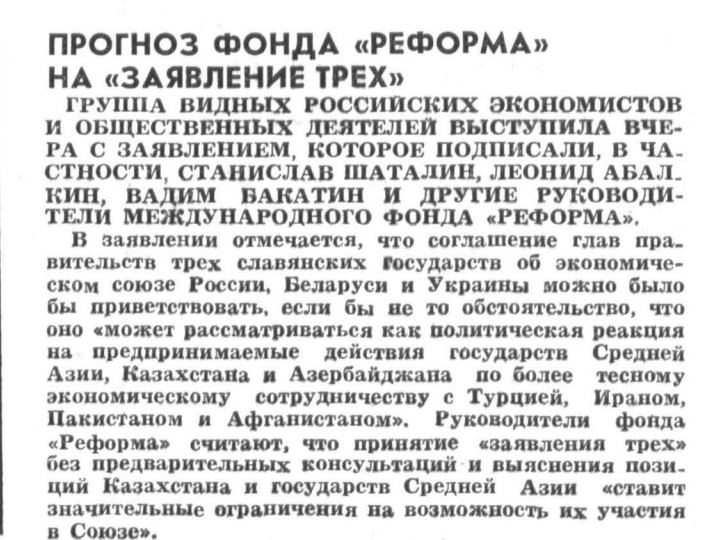 ПРОГНОЗ ФОНДА «РЕФОРМА»
НА «ЗАЯВЛЕНИЕ ТРЕХ»
ГРУППА ВИДНЫХ РОССИЙСКИХ ЭКОНОМИСТОВ
И ОБЩЕСТВЕННЫХ ДЕЯТЕЛЕЙ ВЫСТУПИЛА ВЧЕ-
РА С ЗАЯВЛЕНИЕМ, КОТОРОЕ ПОДПИСАЛИ, В ЧА-
СТНОСТИ, СТАНИСЛАВ ШАТАЛИН, ЛЕОНИД АБАЛ-
КИН, ВАДИМ БАКАТИН И ДРУГИЕ РУКОВОДИ-
ТЕЛИ МЕЖДУНАРОДНОГО ФОНДА «РЕФОРМА».
В заявлении отмечается, что соглашение глав пра-
вительств трех славянских государств об экономиче-
ском союзе России, Беларуси и Украины можно было
бы приветствовать, если бы не то обстоятельство, что
оно «может рассматриваться как политическая реакция
на предпринимаемые действия государств Средней
Азии, Казахстана и Азербайджана по более тесному
экономическому сотрудничеству с Турцией, Ираном,
Пакистаном и Афганистаном». Руководители фонда
«Реформа» считают, что принятие «заявления трех»
без предварительных консультаций и выяснения пози-
ций Казахстана и государств Средней Азии «ставит
значительные ограничения на возможность их участия
в Союзе».